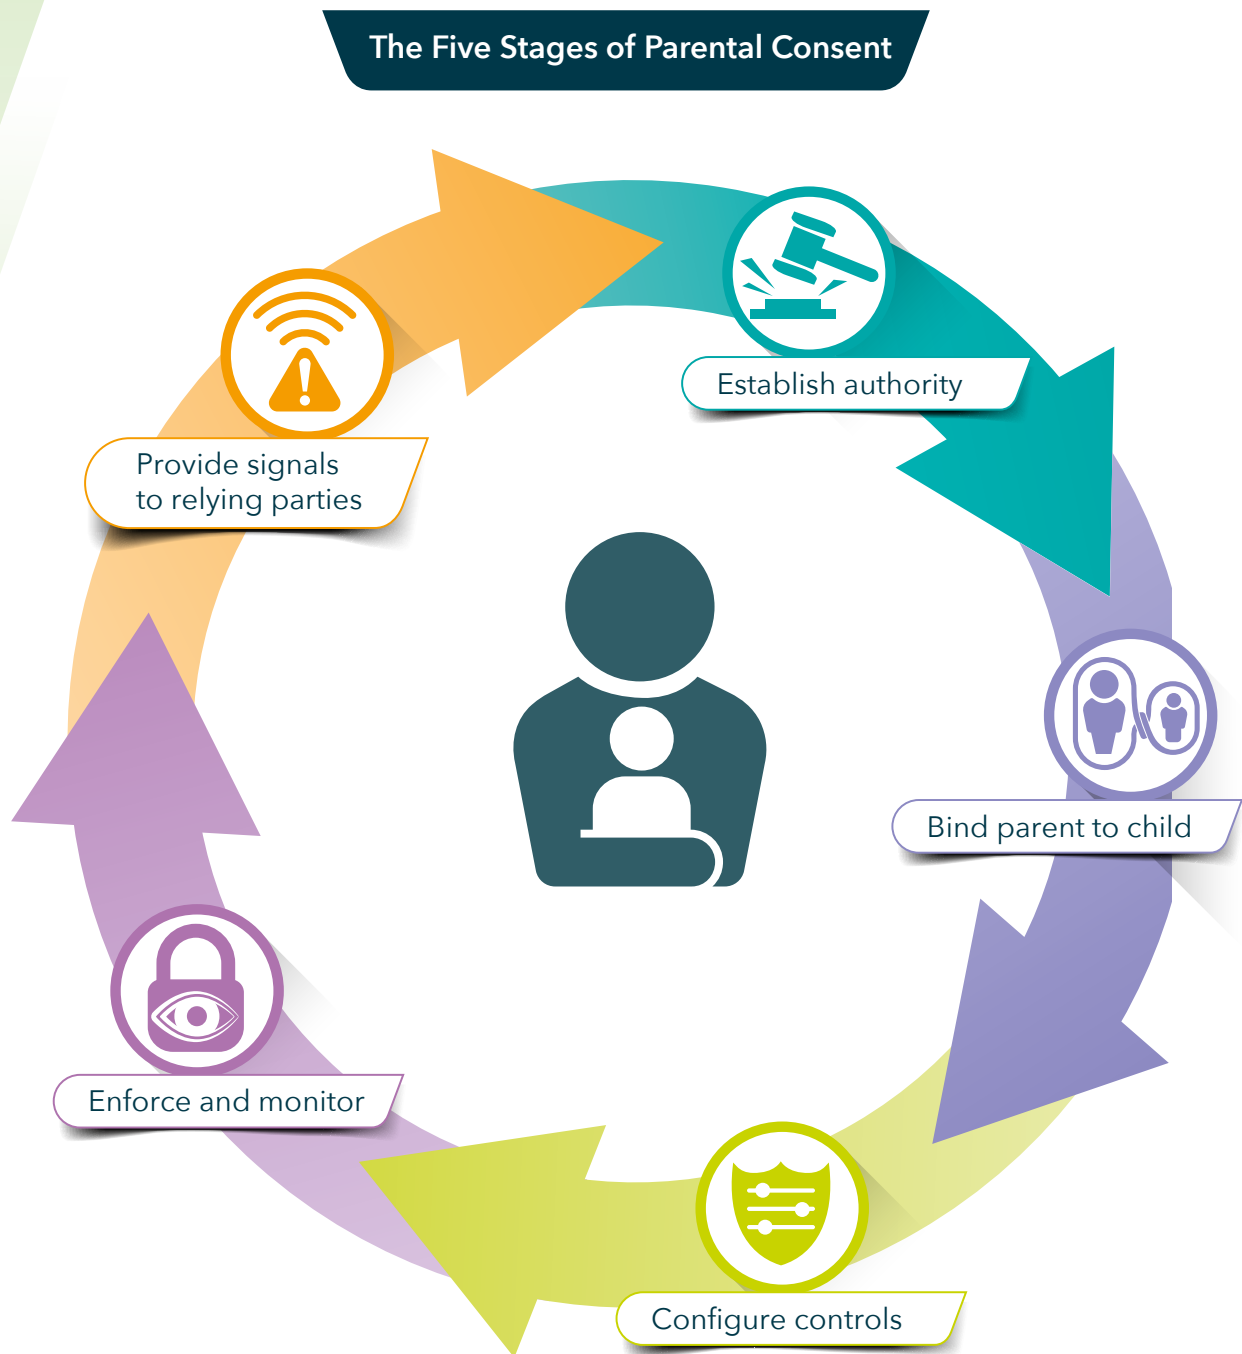 The Five Stages of Parental Consent
Establish authority
Bind parent to child
Configure controls
Enforce and monitor
Provide signals
to relying parties